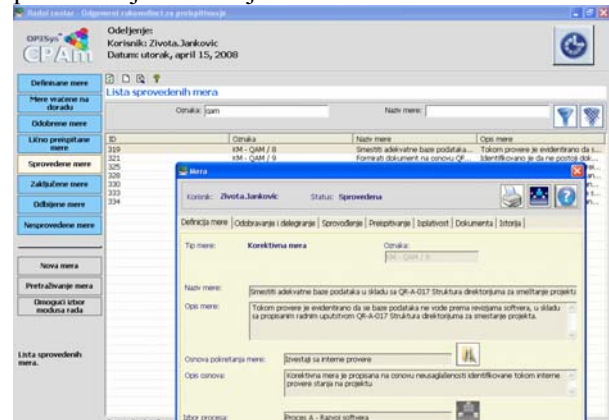 Radni centar - Odgovorni rukovodioci za preispitivanje
OPTISys
CPAm
Odeljenje:
Korisnik: Zivota.Jankovic
Datum: utorak, april 15, 2008
Lista sprovedenih mera
Oznaka: qam
Naziv mere:
Definisane mere
Mere vraćene na doradu
Odobrene mere
Lično preispitane mere
Sprovedene mere
Zaključene mere
Odbijene mere
Nesprovedene mere
Nova mera
Pretraživanje mera
Omogući izbor modusa rada
Lista sprovedenih mera.
ID Oznaka Naziv mere Opis mere
319 KM - QAM / 8 Smestiti adekvatne baze podataka... Tokom provere je evidentirano da s...
321 KM - QAM / 9 Formirati dokument na osnovu QF... Identifikovano je da ne postoji dok...
325
328
330
333
334
Mera
Korisnik: Zivota.Jankovic Status: Sprovedena
Definicija mere Odobravanje i delegiranje Sprovođenje Preispitivanje Isplativost Dokumenta Istorija
Tip mere: Korektivna mera Oznaka:
KM - QAM / 8
Naziv mere: Smestiti adekvatne baze podataka u skladu sa QR-A-017 Struktura direktorijuma za smeštanje projekta
Opis mere: Tokom provere je evidentirano da se baze podataka ne vode prema revizijama softvera, u skladu
sa propisanim radnim uputstvom QR-A-017 Struktura direktorijuma za smestanje projekta.
Osnova pokretanja mere: Izvestaji sa interne provere
Opis osnova: Korektivna mera je propisana na osnovu neusaglašenosti identifikovane tokom interne
provere stanja na projektu
Izbor procesa: Proces A - Razvoj softvera